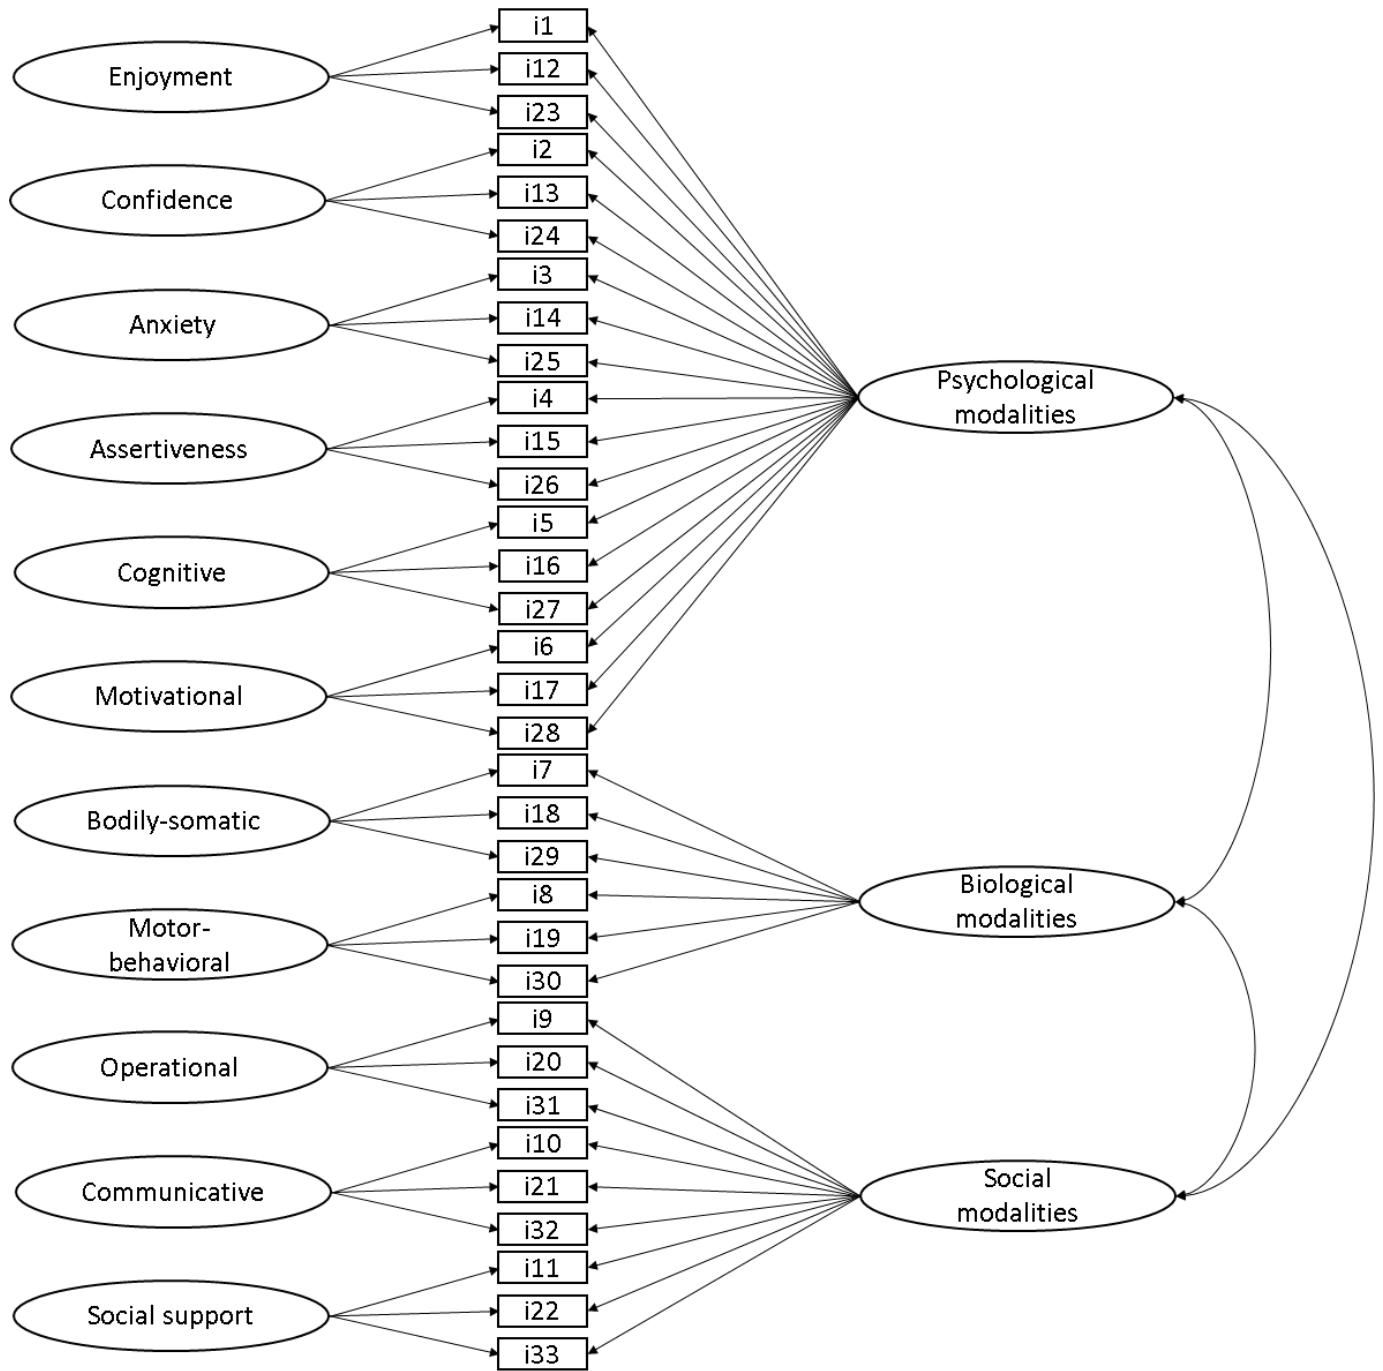 Enjoyment
Confidence
Anxiety
Assertiveness
Cognitive
Motivational
Bodily-somatic
Motor-
behavioral
Operational
Communicative
Social support
i1
i12
i23
i2
i13
i24
i3
i14
i25
i4
i15
i26
i5
i16
i27
i6
i17
i28
i7
i18
i29
i8
i19
i30
i9
i20
i31
i10
i21
i32
i11
i22
i33
Psychological
modalities
Biological
modalities
Social
modalities